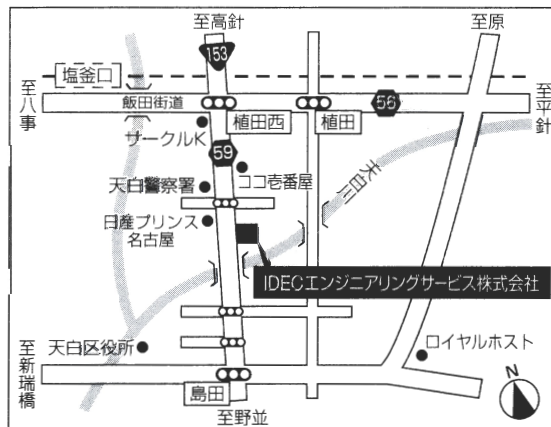 至高針
至原
153
塩釜口
至八事
飯田街道
56
至平針
植田西
植田
サークルK
59
ココ壱番屋
天白川
天白警察署
日産プリンス
名古屋
IDECエンジニアリングサービス株式会社
天白区役所
ロイヤルホスト
至新瑞橋
島田
N
至野並